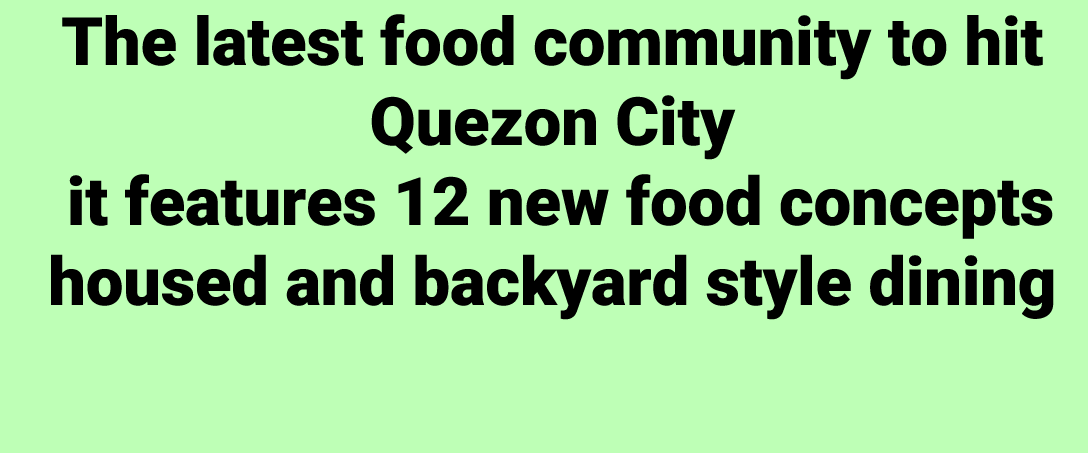 The latest food community to hit
Quezon City
it features 12 new food concepts
housed and backyard style dining